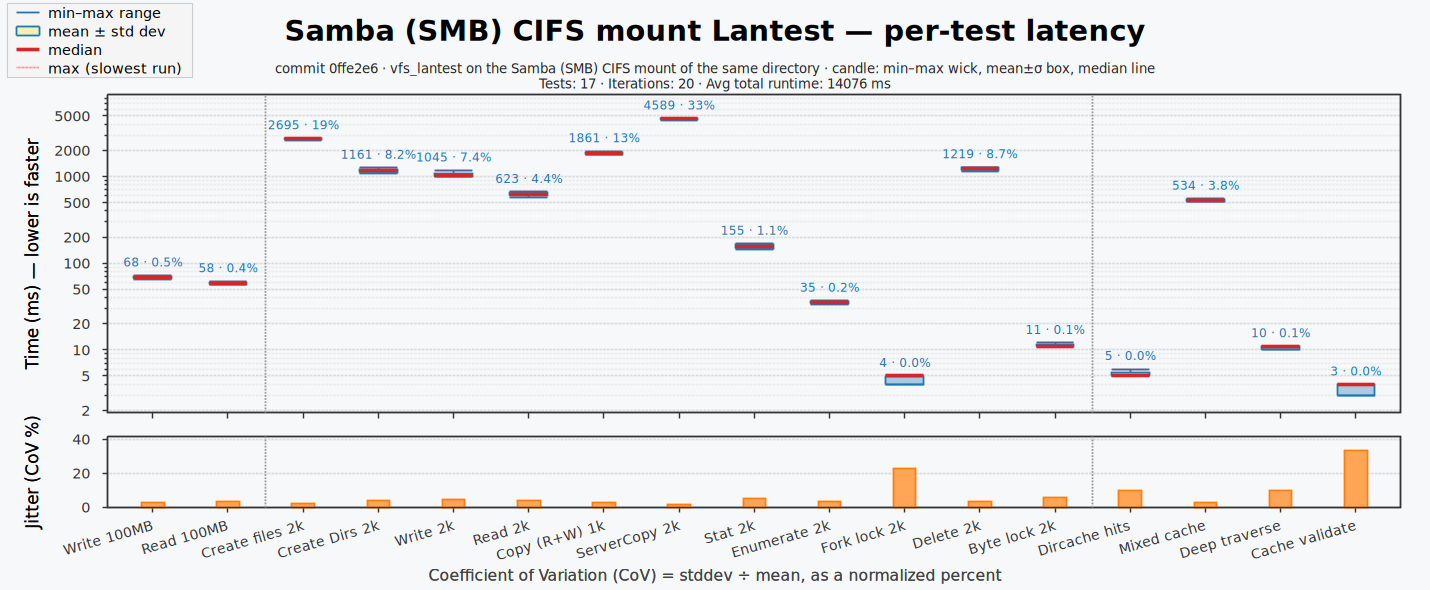 min–max range
mean ± std dev
median
max (slowest run)
Samba (SMB) CIFS mount Lantest — per-test latency
commit 0ffe2e6 · vfs_lantest on the Samba (SMB) CIFS mount of the same directory · candle: min–max wick, mean±σ box, median line
Tests: 17 · Iterations: 20 · Avg total runtime: 14076 ms
Time (ms) — lower is faster
5000
2000
1000
500
200
100
50
20
10
5
2
68 · 0.5%
58 · 0.4%
2695 · 19%
1161 · 8.2%
1045 · 7.4%
623 · 4.4%
1861 · 13%
4589 · 33%
155 · 1.1%
35 · 0.2%
4 · 0.0%
1219 · 8.7%
11 · 0.1%
5 · 0.0%
534 · 3.8%
10 · 0.1%
3 · 0.0%
Jitter (CoV %)
40
20
0
Write 100MB
Read 100MB
Create files 2k
Create Dirs 2k
Write 2k
Read 2k
Copy (R+W) 1k
ServerCopy 2k
Stat 2k
Enumerate 2k
Fork lock 2k
Delete 2k
Byte lock 2k
Dircache hits
Mixed cache
Deep traverse
Cache validate
Coefficient of Variation (CoV) = stddev ÷ mean, as a normalized percent